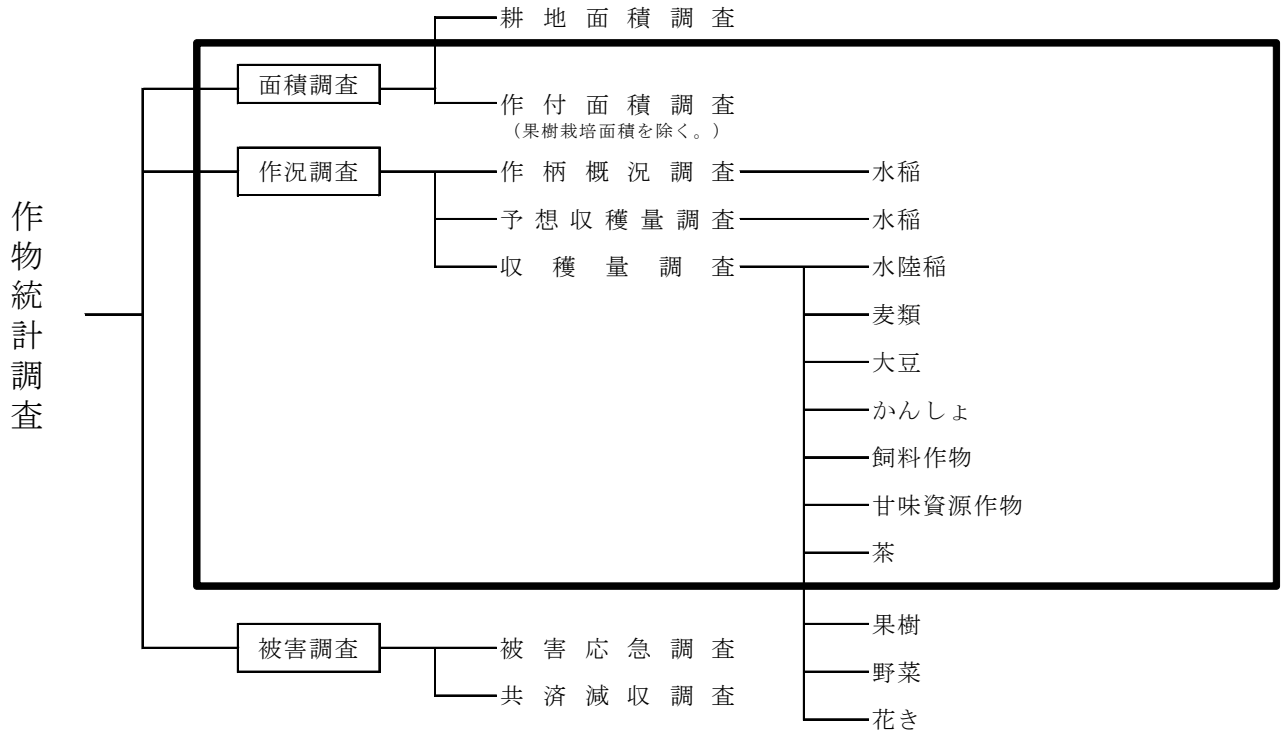 作物統計調査
耕地面積調査
面積調査
作付面積調査
（果樹栽培面積を除く。）
作況調査
作柄概況調査
水稲
予想収穫量調査
水稲
収穫量調査
水陸稲
麦類
大豆
かんしょ
飼料作物
甘味資源作物
茶
果樹
野菜
花き
被害調査
被害応急調査
共済減収調査